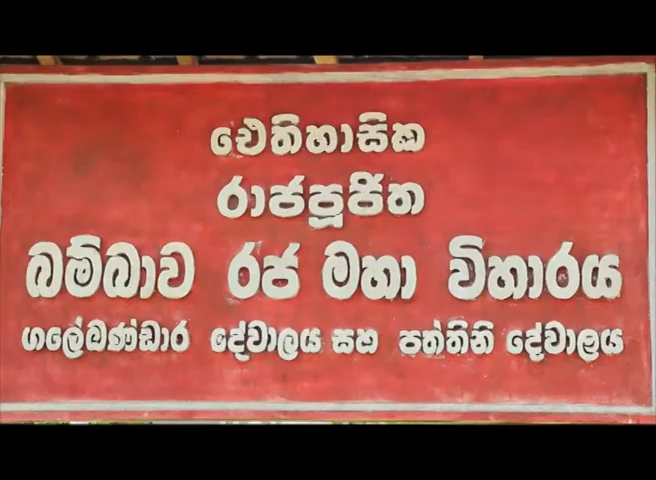 ඓතිහාසික
රාජපූජිත
බම්බාව රජ මහා විහාරය
ගලේබණ්ඩාර දේවාලය සහ පත්තිනි දේවාලය